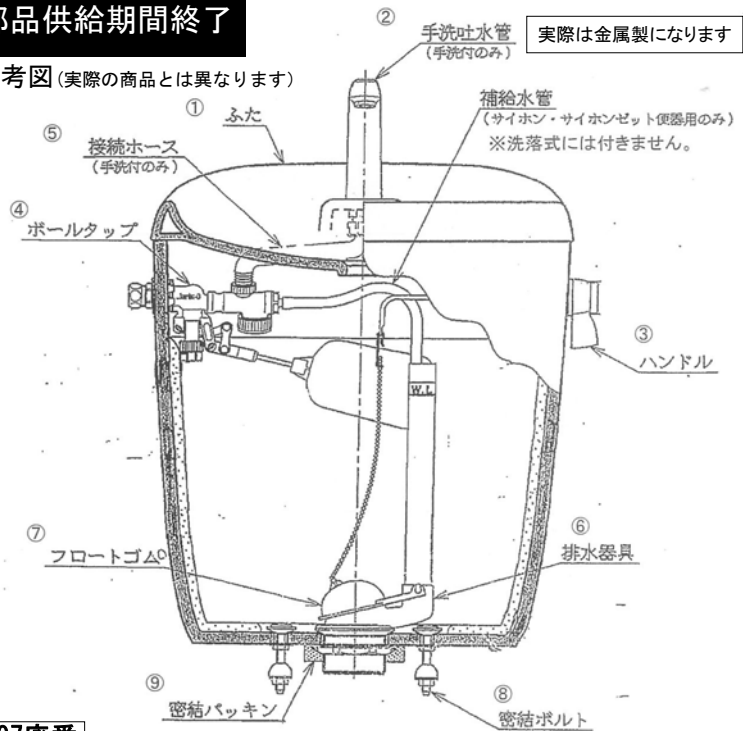 部品供給期間終了
考図(実際の商品とは異なります)
実際は金属製になります
②
手洗吐水管
(手洗付のみ)
①
ふた
補給水管
(サイホン・サイホンゼット便器用のみ)
※洗落式には付きません。
⑤
接続ホース
(手洗付のみ)
④
ボールタップ
③
ハンドル
W.L
⑦
フロートゴム
⑥
排水器具
⑨
密結パッキン
⑧
密結ボルト